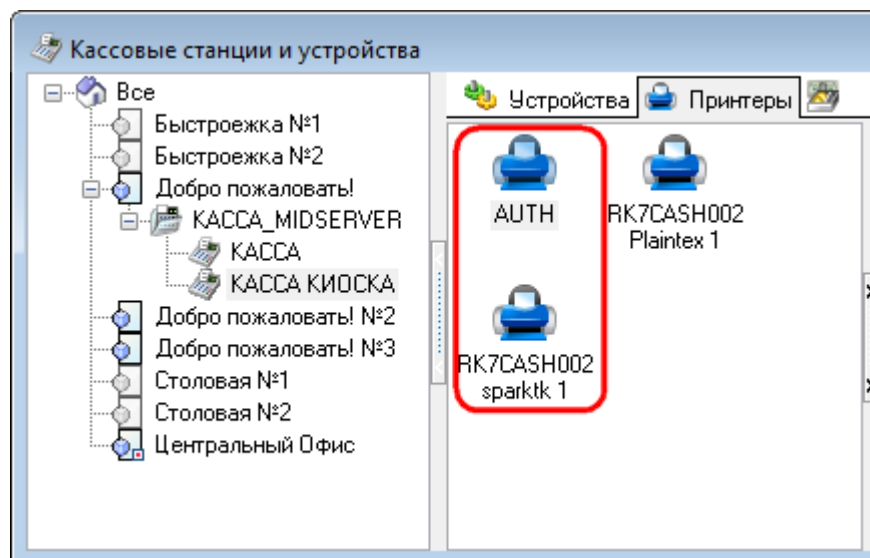 Кассовые станции и устройства
Все
Быстроежка №1
Быстроежка №2
Добро пожаловать!
КАССА_MIDSERVER
КАССА
КАССА КИОСКА
Добро пожаловать! №2
Добро пожаловать! №3
Столовая №1
Столовая №2
Центральный Офис
Устройства
Принтеры
AUTH
RK7CASH002
Plaintex 1
RK7CASH002
sparktk 1